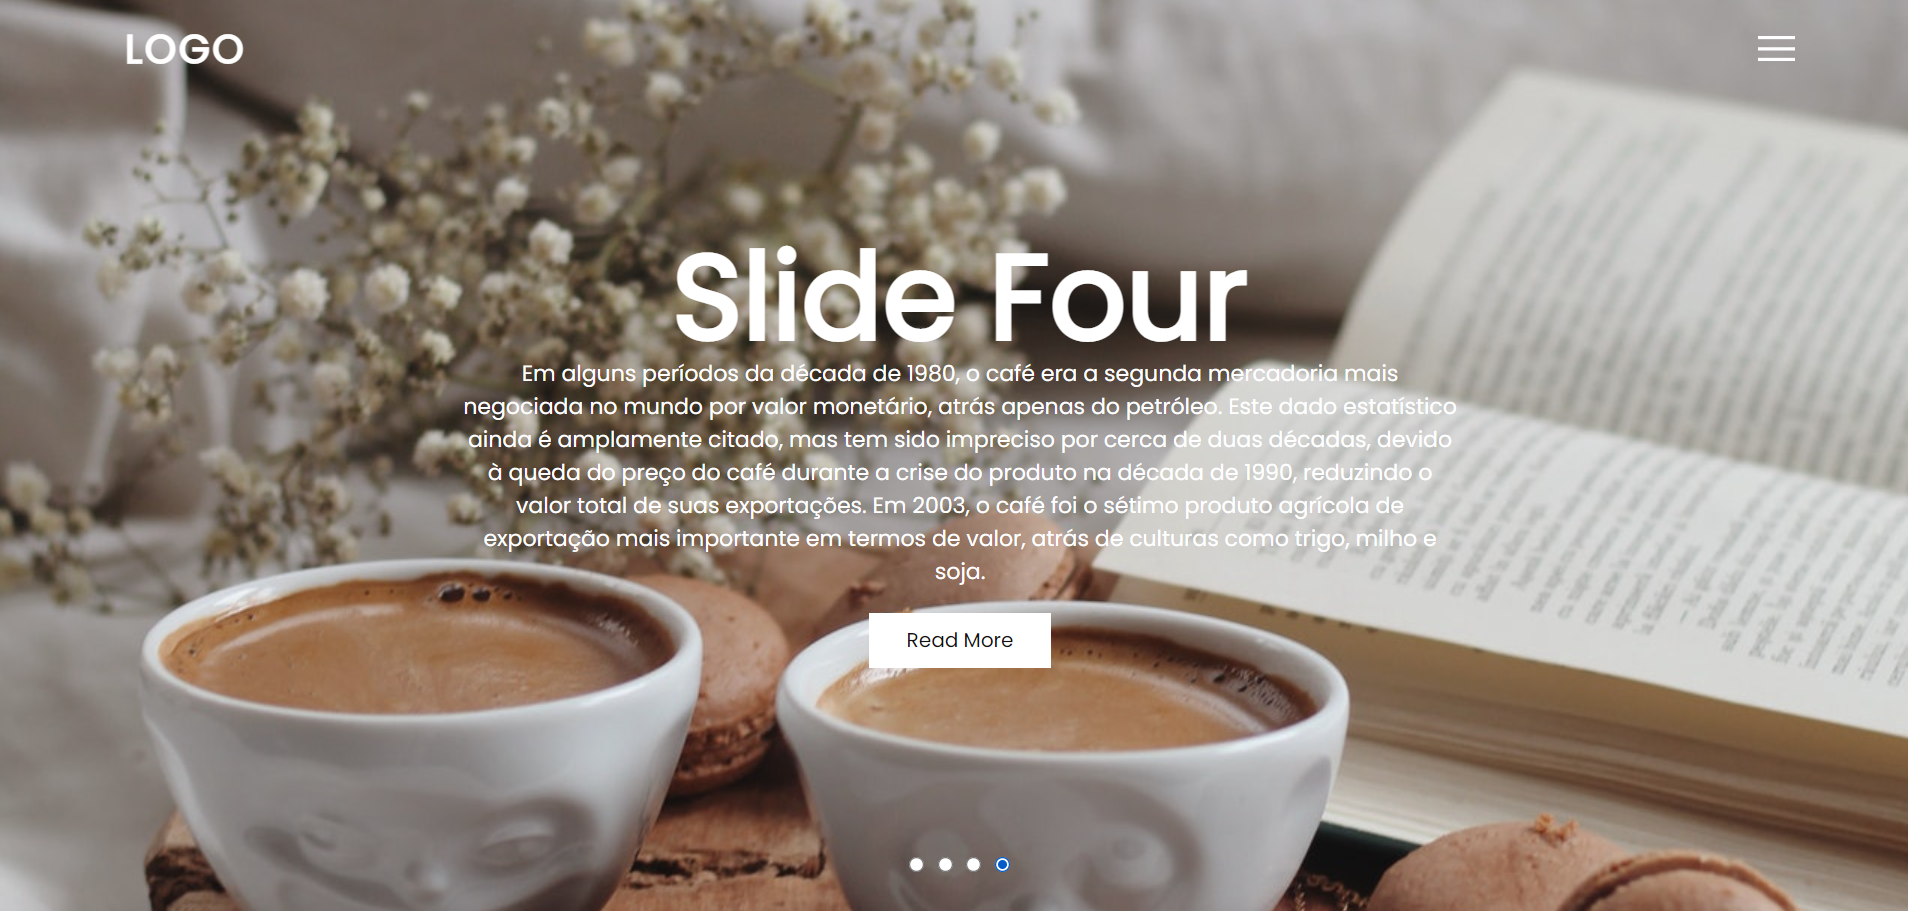 LOGO
Slide Four
Em alguns períodos da década de 1980, o café era a segunda mercadoria mais
negociada no mundo por valor monetário, atrás apenas do petróleo. Este dado estatístico
ainda é amplamente citado, mas tem sido impreciso por cerca de duas décadas, devido
à queda do preço do café durante a crise do produto na década de 1990, reduzindo o
valor total de suas exportações. Em 2003, o café foi o sétimo produto agrícola de
exportação mais importante em termos de valor, atrás de culturas como trigo, milho e
soja.
Read More